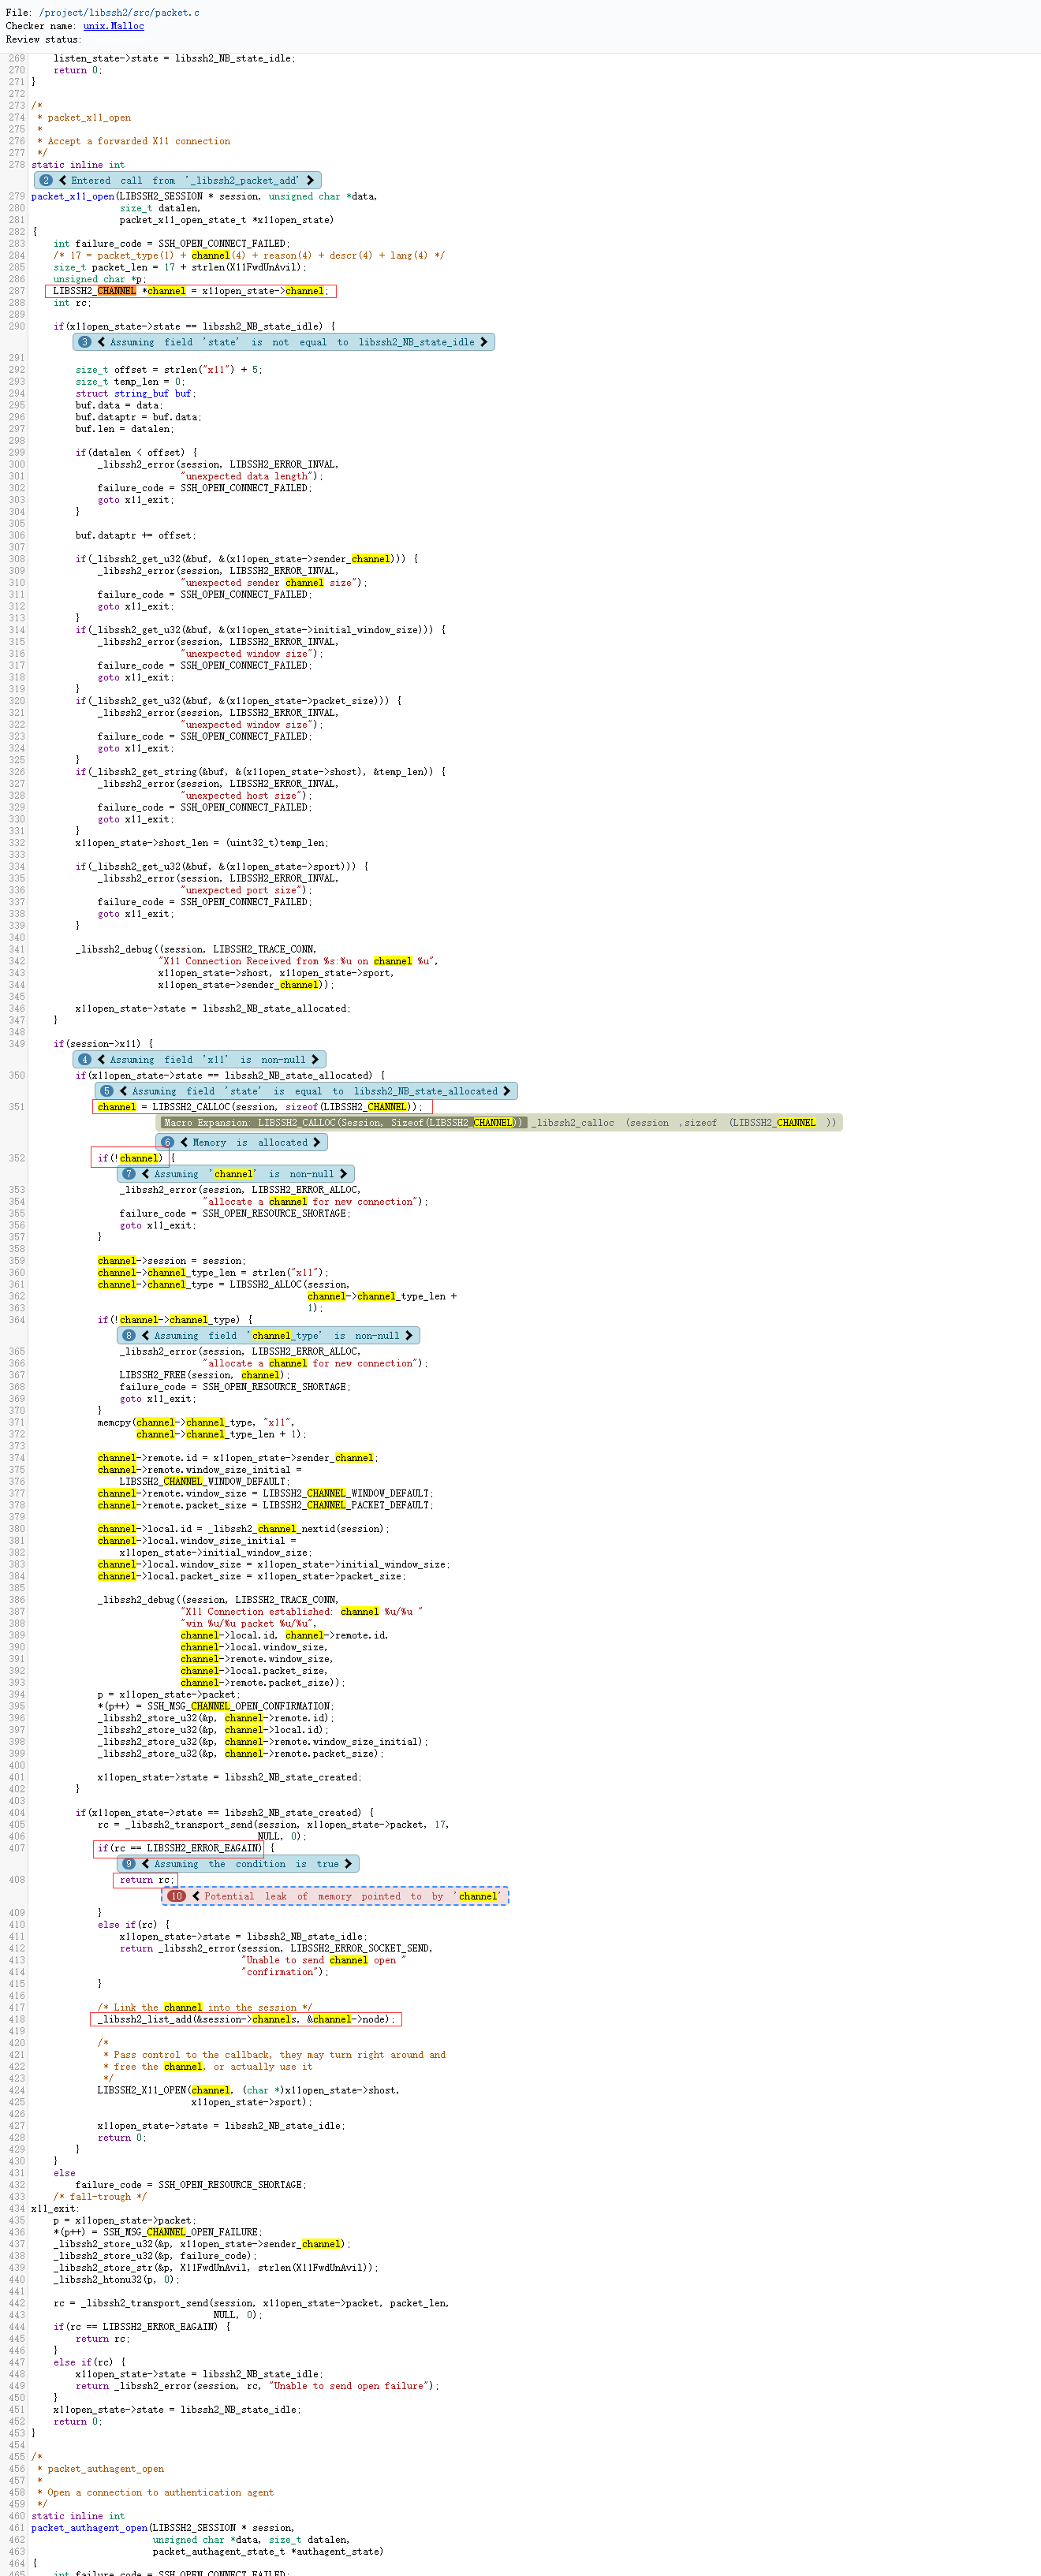 File: /project/libssh2/src/packet.c
Checker name: unix.Malloc
Review status:
269 listen_state->state = libssh2_NB_state_idle;
270 return 0;
271 }
272
273 /*
274 * packet_x11_open
275 *
276 * Accept a forwarded X11 connection
277 */
278 static inline int
2 Entered call from '_libssh2_packet_add'
279 packet_x11_open(LIBSSH2_SESSION * session, unsigned char *data,
280 size_t datalen,
281 packet_x11_open_state_t *x11open_state)
282 {
283 int failure_code = SSH_OPEN_CONNECT_FAILED;
284 /* 17 = packet_type(1) + channel(4) + reason(4) + descr(4) + lang(4) */
285 size_t packet_len = 17 + strlen(X11FwdUnAvil);
286 unsigned char *p;
287 LIBSSH2_CHANNEL *channel = x11open_state->channel;
288 int rc;
289
290 if(x11open_state->state == libssh2_NB_state_idle) {
3 Assuming field 'state' is not equal to libssh2_NB_state_idle
291
292 size_t offset = strlen("x11") + 5;
293 size_t temp_len = 0;
294 struct string_buf buf;
295 buf.data = data;
296 buf.dataptr = buf.data;
297 buf.len = datalen;
298
299 if(datalen < offset) {
300 _libssh2_error(session, LIBSSH2_ERROR_INVAL,
301 "unexpected data length");
302 failure_code = SSH_OPEN_CONNECT_FAILED;
303 goto x11_exit;
304 }
305
306 buf.dataptr += offset;
307
308 if(_libssh2_get_u32(&buf, &(x11open_state->sender_channel))) {
309 _libssh2_error(session, LIBSSH2_ERROR_INVAL,
310 "unexpected sender channel size");
311 failure_code = SSH_OPEN_CONNECT_FAILED;
312 goto x11_exit;
313 }
314 if(_libssh2_get_u32(&buf, &(x11open_state->initial_window_size))) {
315 _libssh2_error(session, LIBSSH2_ERROR_INVAL,
316 "unexpected window size");
317 failure_code = SSH_OPEN_CONNECT_FAILED;
318 goto x11_exit;
319 }
320 if(_libssh2_get_u32(&buf, &(x11open_state->packet_size))) {
321 _libssh2_error(session, LIBSSH2_ERROR_INVAL,
322 "unexpected window size");
323 failure_code = SSH_OPEN_CONNECT_FAILED;
324 goto x11_exit;
325 }
326 if(_libssh2_get_string(&buf, &(x11open_state->shost), &temp_len)) {
327 _libssh2_error(session, LIBSSH2_ERROR_INVAL,
328 "unexpected host size");
329 failure_code = SSH_OPEN_CONNECT_FAILED;
330 goto x11_exit;
331 }
332 x11open_state->shost_len = (uint32_t)temp_len;
333
334 if(_libssh2_get_u32(&buf, &(x11open_state->sport))) {
335 _libssh2_error(session, LIBSSH2_ERROR_INVAL,
336 "unexpected port size");
337 failure_code = SSH_OPEN_CONNECT_FAILED;
338 goto x11_exit;
339 }
340
341 _libssh2_debug((session, LIBSSH2_TRACE_CONN,
342 "X11 Connection Received from %s:%u on channel %u",
343 x11open_state->shost, x11open_state->sport,
344 x11open_state->sender_channel));
345
346 x11open_state->state = libssh2_NB_state_allocated;
347 }
348
349 if(session->x11) {
4 Assuming field 'x11' is non-null
350 if(x11open_state->state == libssh2_NB_state_allocated) {
5 Assuming field 'state' is equal to libssh2_NB_state_allocated
351 channel = LIBSSH2_CALLOC(session, sizeof(LIBSSH2_CHANNEL));
Macro Expansion: LIBSSH2_CALLOC(Session, Sizeof(LIBSSH2_CHANNEL)) _libssh2_calloc (session ,sizeof (LIBSSH2_CHANNEL ))
6 Memory is allocated
352 if(!channel) {
7 Assuming 'channel' is non-null
353 _libssh2_error(session, LIBSSH2_ERROR_ALLOC,
354 "allocate a channel for new connection");
355 failure_code = SSH_OPEN_RESOURCE_SHORTAGE;
356 goto x11_exit;
357 }
358
359 channel->session = session;
360 channel->channel_type_len = strlen("x11");
361 channel->channel_type = LIBSSH2_ALLOC(session,
362 channel->channel_type_len +
363 1);
364 if(!channel->channel_type) {
8 Assuming field 'channel_type' is non-null
365 _libssh2_error(session, LIBSSH2_ERROR_ALLOC,
366 "allocate a channel for new connection");
367 LIBSSH2_FREE(session, channel);
368 failure_code = SSH_OPEN_RESOURCE_SHORTAGE;
369 goto x11_exit;
370 }
371 memcpy(channel->channel_type, "x11",
372 channel->channel_type_len + 1);
373
374 channel->remote.id = x11open_state->sender_channel;
375 channel->remote.window_size_initial =
376 LIBSSH2_CHANNEL_WINDOW_DEFAULT;
377 channel->remote.window_size = LIBSSH2_CHANNEL_WINDOW_DEFAULT;
378 channel->remote.packet_size = LIBSSH2_CHANNEL_PACKET_DEFAULT;
379
380 channel->local.id = _libssh2_channel_nextid(session);
381 channel->local.window_size_initial =
382 x11open_state->initial_window_size;
383 channel->local.window_size = x11open_state->initial_window_size;
384 channel->local.packet_size = x11open_state->packet_size;
385
386 _libssh2_debug((session, LIBSSH2_TRACE_CONN,
387 "X11 Connection established: channel %u/%u "
388 "win %u/%u packet %u/%u",
389 channel->local.id, channel->remote.id,
390 channel->local.window_size,
391 channel->remote.window_size,
392 channel->local.packet_size,
393 channel->remote.packet_size));
394 p = x11open_state->packet;
395 *(p++) = SSH_MSG_CHANNEL_OPEN_CONFIRMATION;
396 _libssh2_store_u32(&p, channel->remote.id);
397 _libssh2_store_u32(&p, channel->local.id);
398 _libssh2_store_u32(&p, channel->remote.window_size_initial);
399 _libssh2_store_u32(&p, channel->remote.packet_size);
400
401 x11open_state->state = libssh2_NB_state_created;
402 }
403
404 if(x11open_state->state == libssh2_NB_state_created) {
405 rc = _libssh2_transport_send(session, x11open_state->packet, 17,
406 NULL, 0);
407 if(rc == LIBSSH2_ERROR_EAGAIN) {
9 Assuming the condition is true
408 return rc;
10 Potential leak of memory pointed to by 'channel'
409 }
410 else if(rc) {
411 x11open_state->state = libssh2_NB_state_idle;
412 return _libssh2_error(session, LIBSSH2_ERROR_SOCKET_SEND,
413 "Unable to send channel open "
414 "confirmation");
415 }
416
417 /* Link the channel into the session */
418 _libssh2_list_add(&session->channels, &channel->node);
419
420 /*
421 * Pass control to the callback, they may turn right around and
422 * free the channel, or actually use it
423 */
424 LIBSSH2_X11_OPEN(channel, (char *)x11open_state->shost,
425 x11open_state->sport);
426
427 x11open_state->state = libssh2_NB_state_idle;
428 return 0;
429 }
430 }
431 else
432 failure_code = SSH_OPEN_RESOURCE_SHORTAGE;
433 /* fall-trough */
434 x11_exit:
435 p = x11open_state->packet;
436 *(p++) = SSH_MSG_CHANNEL_OPEN_FAILURE;
437 _libssh2_store_u32(&p, x11open_state->sender_channel);
438 _libssh2_store_u32(&p, failure_code);
439 _libssh2_store_str(&p, X11FwdUnAvil, strlen(X11FwdUnAvil));
440 _libssh2_htonu32(p, 0);
441
442 rc = _libssh2_transport_send(session, x11open_state->packet, packet_len,
443 NULL, 0);
444 if(rc == LIBSSH2_ERROR_EAGAIN) {
445 return rc;
446 }
447 else if(rc) {
448 x11open_state->state = libssh2_NB_state_idle;
449 return _libssh2_error(session, rc, "Unable to send open failure");
450 }
451 x11open_state->state = libssh2_NB_state_idle;
452 return 0;
453 }
454
455 /*
456 * packet_authagent_open
457 *
458 * Open a connection to authentication agent
459 */
460 static inline int
461 packet_authagent_open(LIBSSH2_SESSION * session,
462 unsigned char *data, size_t datalen,
463 packet_authagent_state_t *authagent_state)
464 {
465 int failure_code = SSH_OPEN_CONNECT_FAILED;